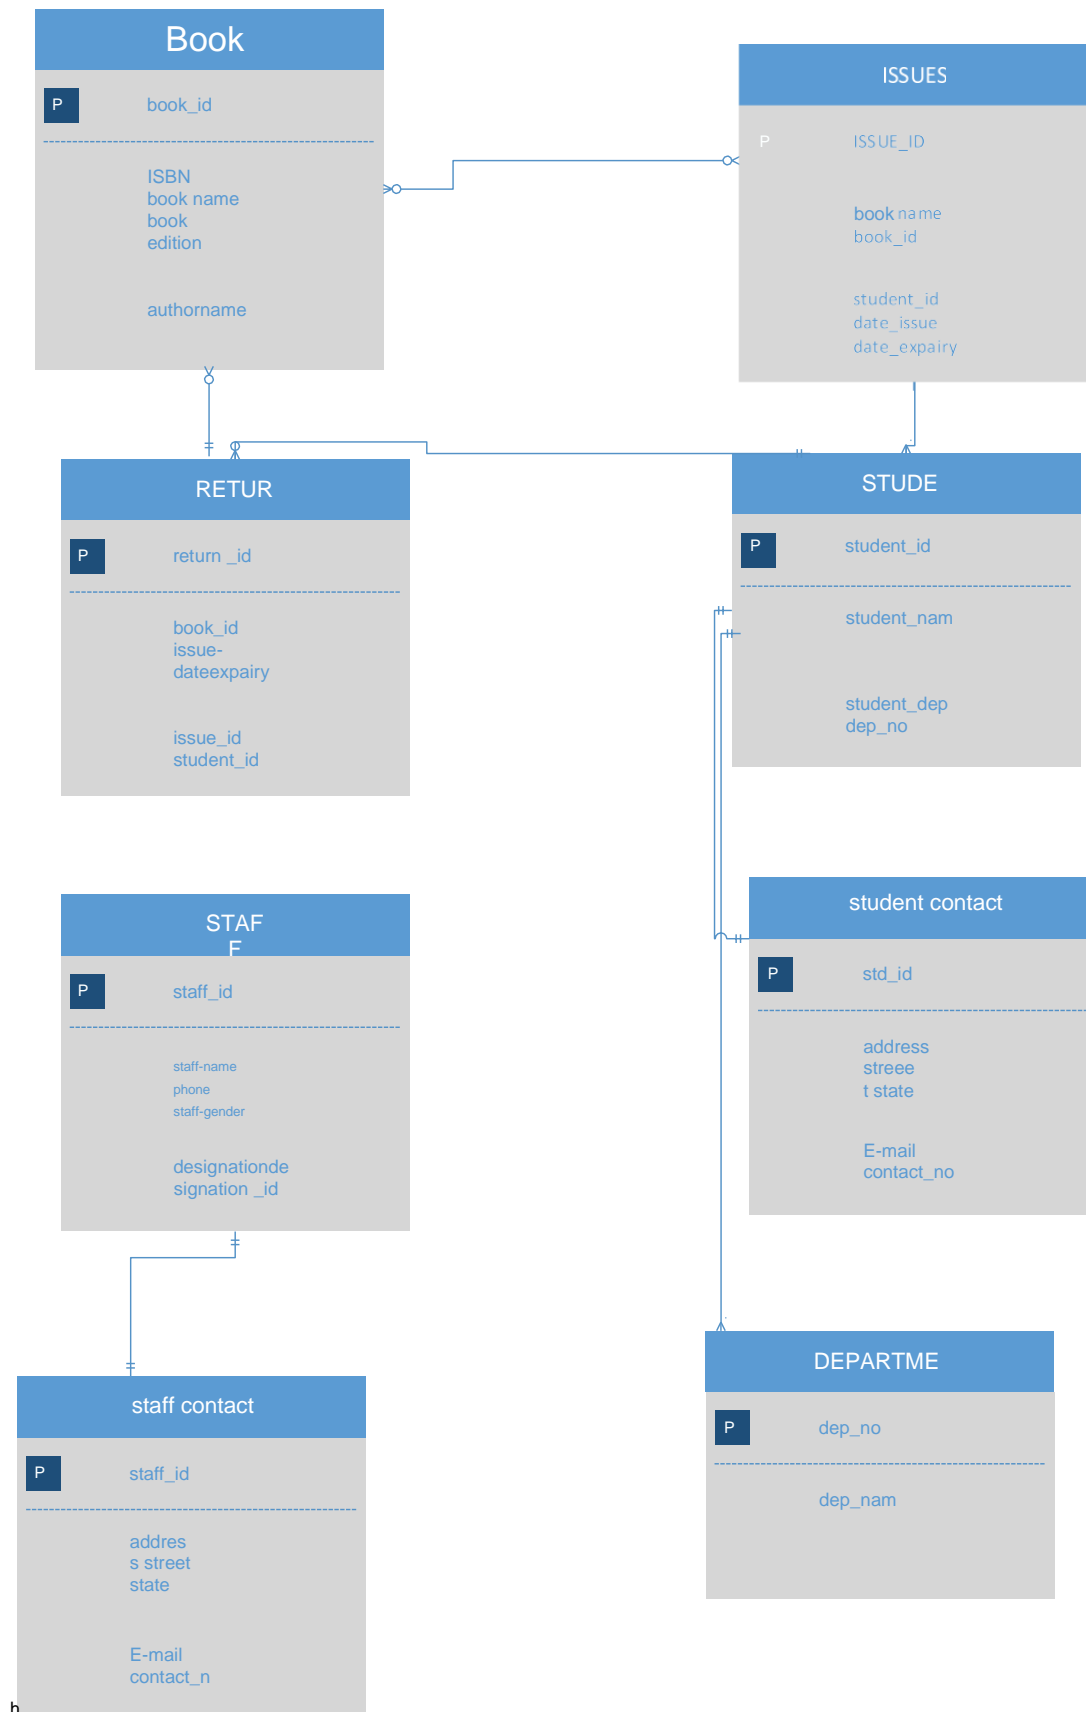 Book
P
book_id
ISBN
book name
book
edition
authorname
ISSUES
P
ISSUE_ID
book name
book_id
student_id
date_issue
date_expairy
RETUR
P
return _id
book_id
issue-
dateexpairy
issue_id
student_id
STUDE
P
student_id
student_nam
student_dep
dep_no
STAF
F
P
staff_id
staff-name
phone
staff-gender
designationde
signation _id
student contact
P
std_id
address
streee
t state
E-mail
contact_no
staff contact
P
staff_id
addres
s street
state
E-mail
contact_n
DEPARTME
P
dep_no
dep_nam
h